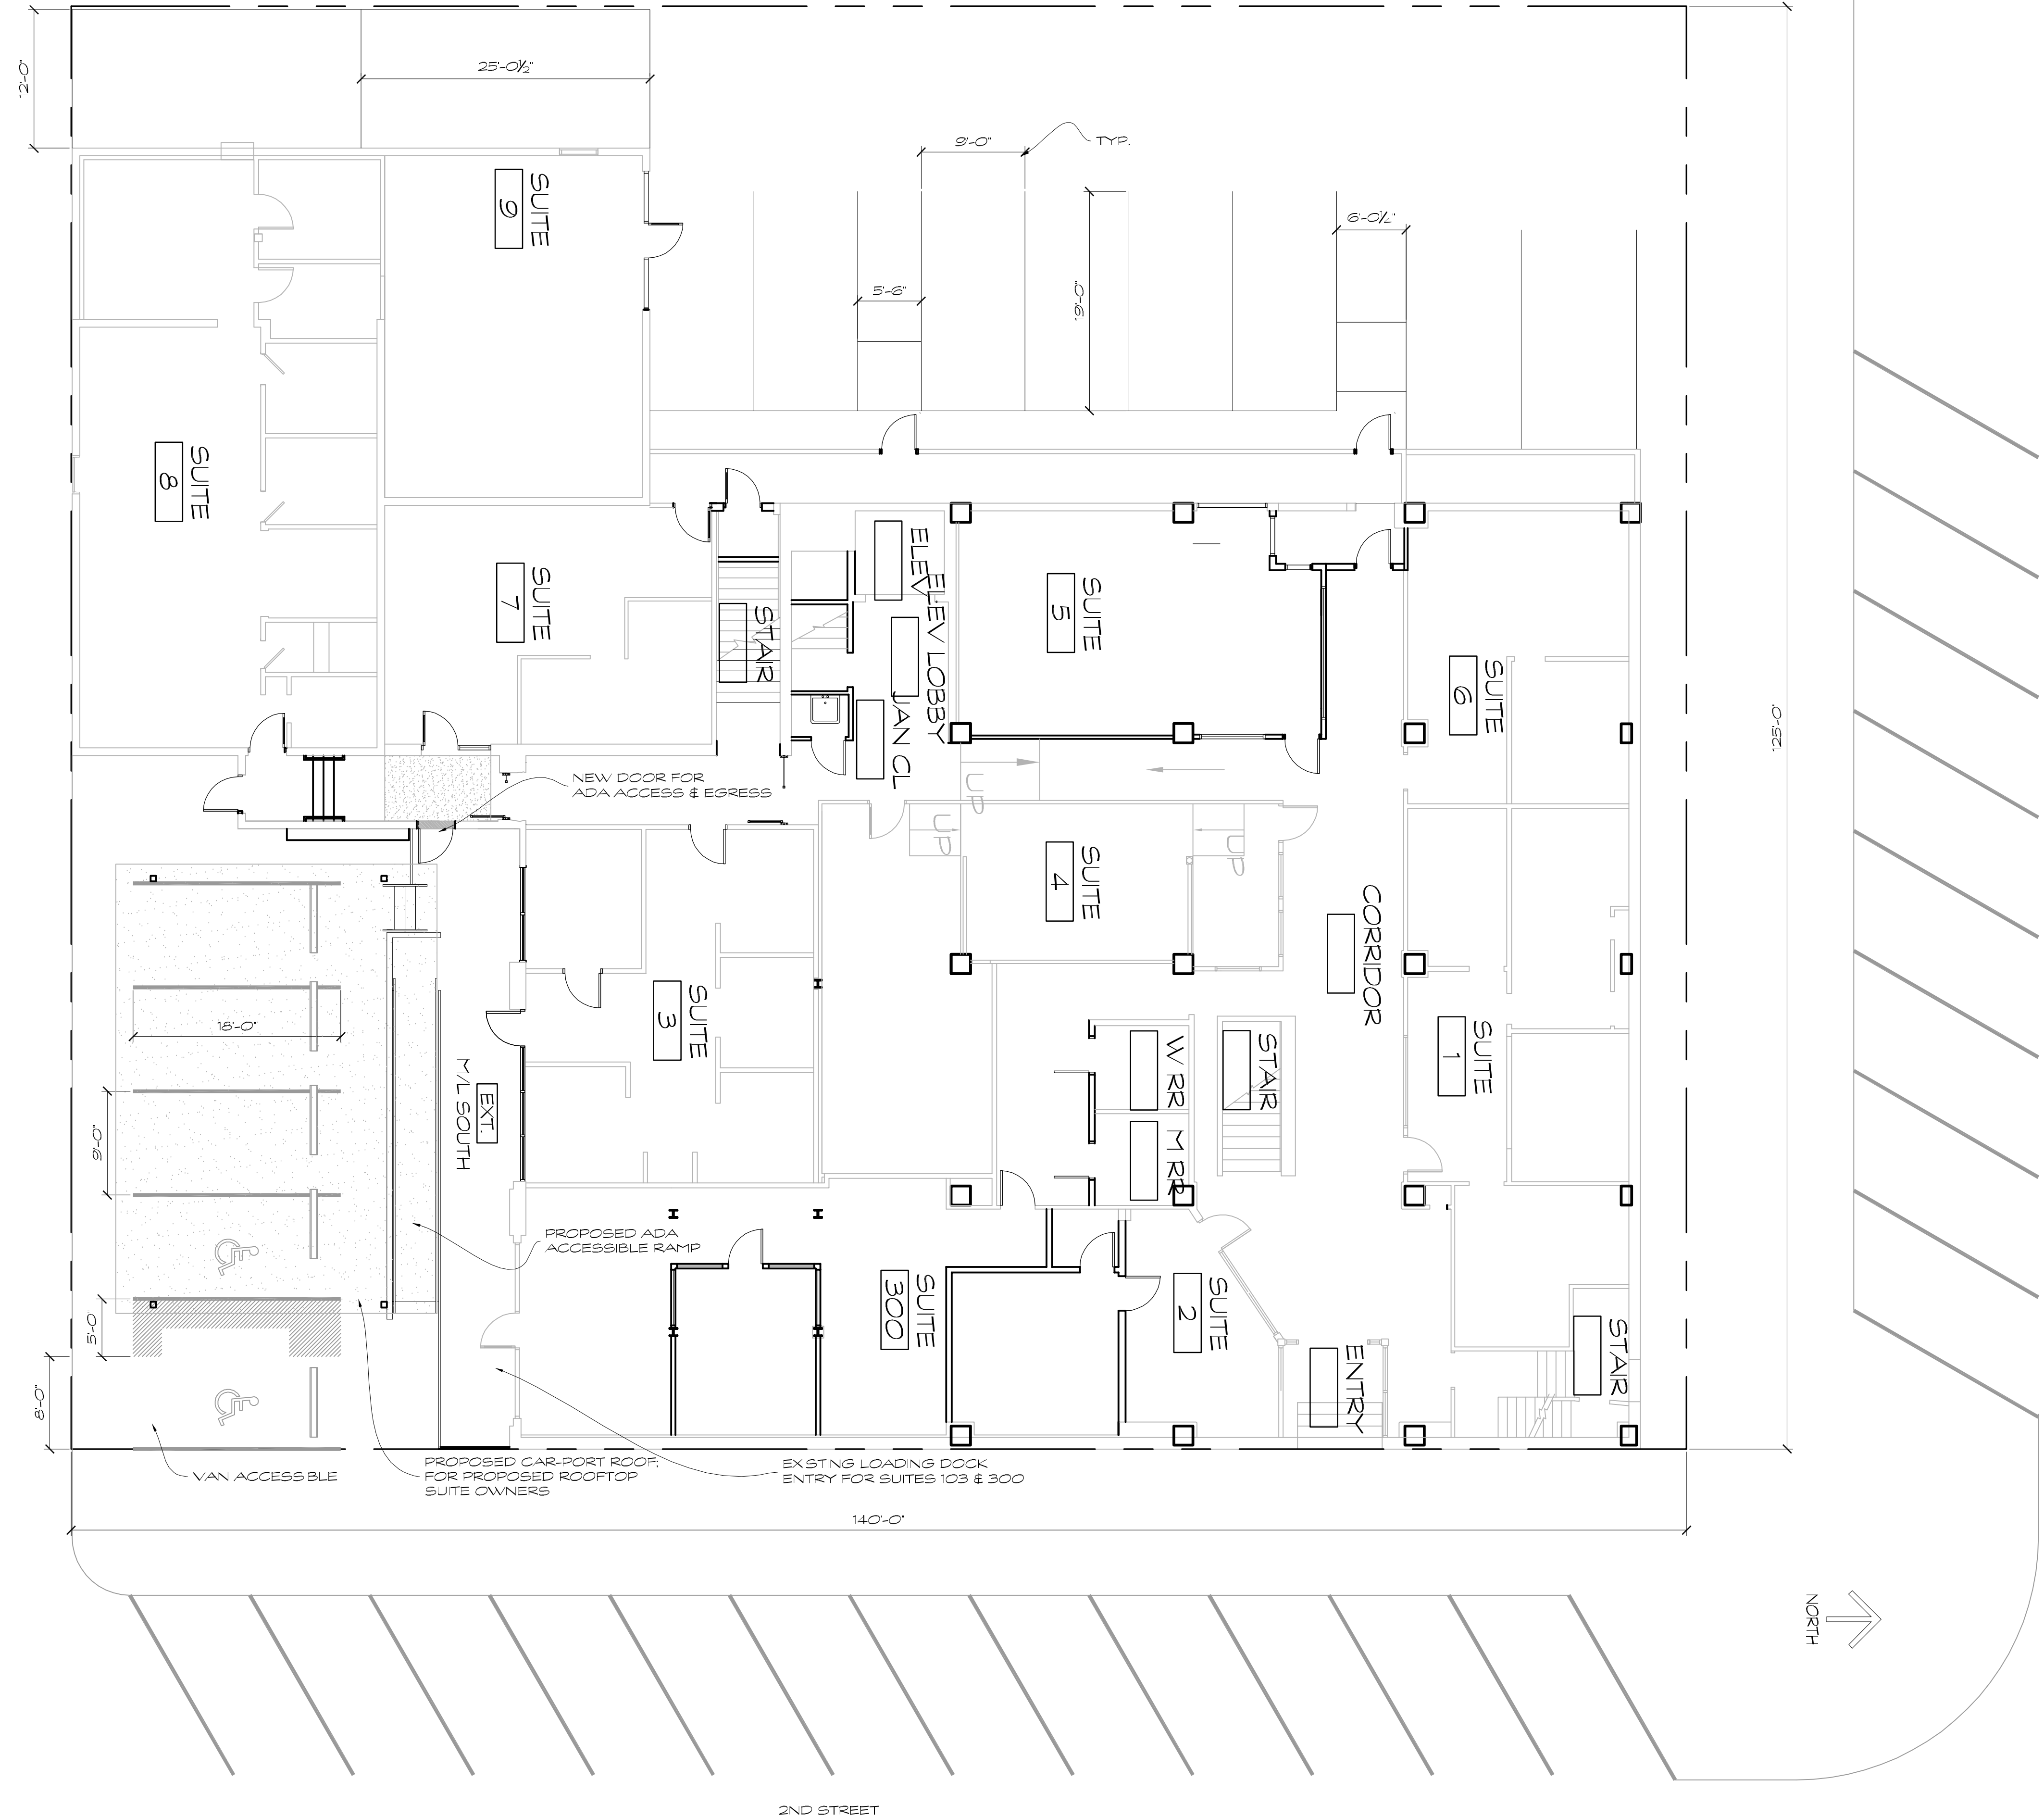 12'-0"
25'-0½"
9'-0"
TYP.
6'-0¼"
5'-6"
19'-0"
125'-0"
SUITE
9
SUITE
8
SUITE
7
STAIR
ELEV
ELEV LOBBY
JAN CL
SUITE
5
SUITE
6
UP
UP
UP
NEW DOOR FOR
ADA ACCESS & EGRESS
SUITE
4
CORRIDOR
SUITE
3
SUITE
1
18'-0"
9'-0"
M/L SOUTH
EXT.
W RR
M RR
STAIR
PROPOSED ADA
ACCESSIBLE RAMP
SUITE
300
SUITE
2
ENTRY
STAIR
5'-0"
8'-0"
VAN ACCESSIBLE
PROPOSED CAR-PORT ROOF;
FOR PROPOSED ROOFTOP
SUITE OWNERS
EXISTING LOADING DOCK
ENTRY FOR SUITES 103 & 300
140'-0"
NORTH
2ND STREET